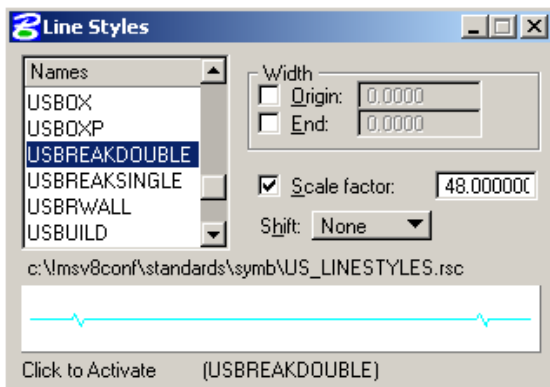 Line Styles
Names
USBOX
USBOXP
USBREAKDOUBLE
USBREAKSINGLE
USBRWALL
USBUILD
Width
Origin: 0.0000
End: 0.0000
Scale factor: 48.000000
Shift: None
c:\!msv8conf\standards\symb\US_LINESTYLES.rsc
Click to Activate (USBREAKDOUBLE)